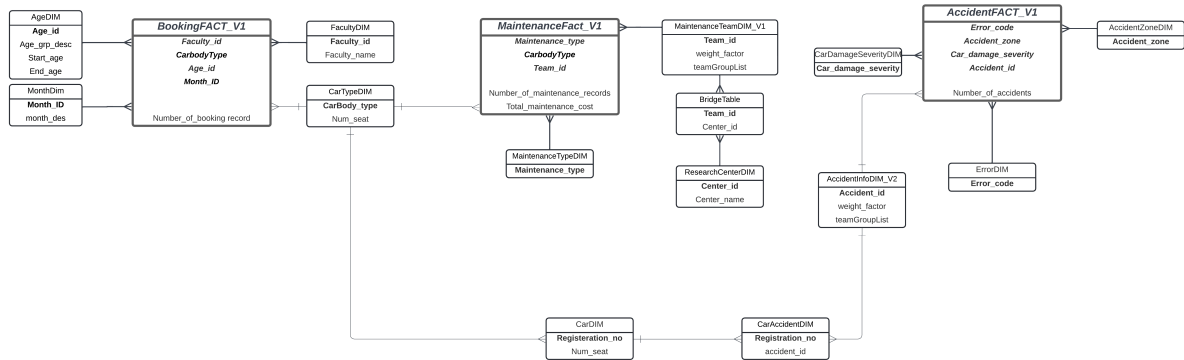 AgeDIM
Age_id
Age_grp_desc
Start_age
End_age
MonthDim
Month_ID
month_des
BookingFACT_V1
Faculty_id
CarbodyType
Age_id
Month_ID
Number_of_booking record
FacultyDIM
Faculty_id
Faculty_name
CarTypeDIM
CarBody_type
Num_seat
MaintenanceFact_V1
Maintenance_type
CarbodyType
Team_id
Number_of_maintenance_records
Total_maintenance_cost
MaintenanceTypeDIM
Maintenance_type
MaintenanceTeamDIM_V1
Team_id
weight_factor
teamGroupList
BridgeTable
Team_id
Center_id
ResearchCenterDIM
Center_id
Center_name
CarDamageSeverityDIM
Car_damage_severity
AccidentFACT_V1
Error_code
Accident_zone
Car_damage_severity
Accident_id
Number_of_accidents
AccidentZoneDIM
Accident_zone
ErrorDIM
Error_code
AccidentInfoDIM_V2
Accident_id
weight_factor
teamGroupList
CarDIM
Registeration_no
Num_seat
CarAccidentDIM
Registration_no
accident_id